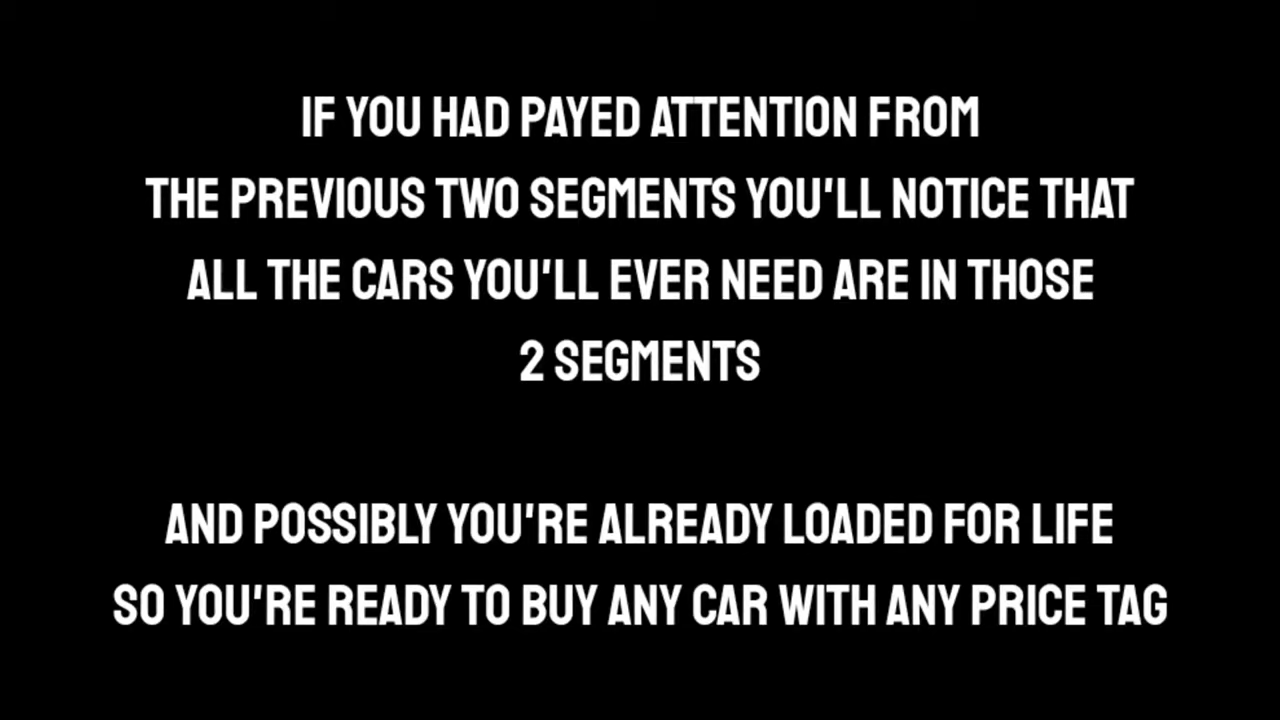 IF YOU HAD PAYED ATTENTION FROM
THE PREVIOUS TWO SEGMENTS YOU'LL NOTICE THAT
ALL THE CARS YOU'LL EVER NEED ARE IN THOSE
2 SEGMENTS
AND POSSIBLY YOU'RE ALREADY LOADED FOR LIFE
SO YOU'RE READY TO BUY ANY CAR WITH ANY PRICE TAG